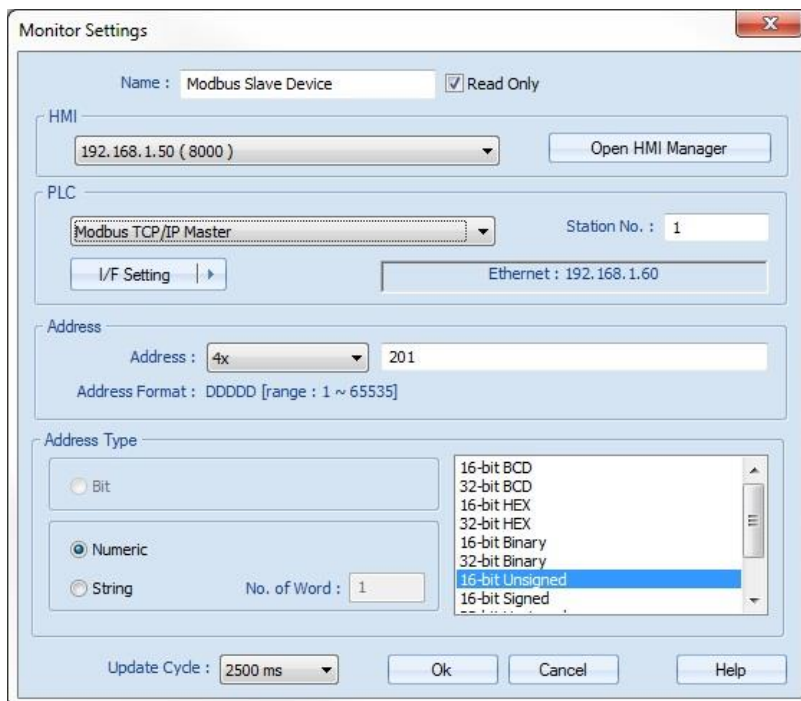 Monitor Settings
Name : Modbus Slave Device Read Only
HMI
192.168.1.50 ( 8000 ) Open HMI Manager
PLC
Modbus TCP/IP Master Station No. : 1
I/F Setting Ethernet : 192.168.1.60
Address
Address : 4x 201
Address Format : DDDDD [range : 1 ~ 65535]
Address Type
Bit
Numeric
String No. of Word : 1
16-bit BCD
32-bit BCD
16-bit HEX
32-bit HEX
16-bit Binary
32-bit Binary
16-bit Unsigned
16-bit Signed
Update Cycle : 2500 ms Ok Cancel Help